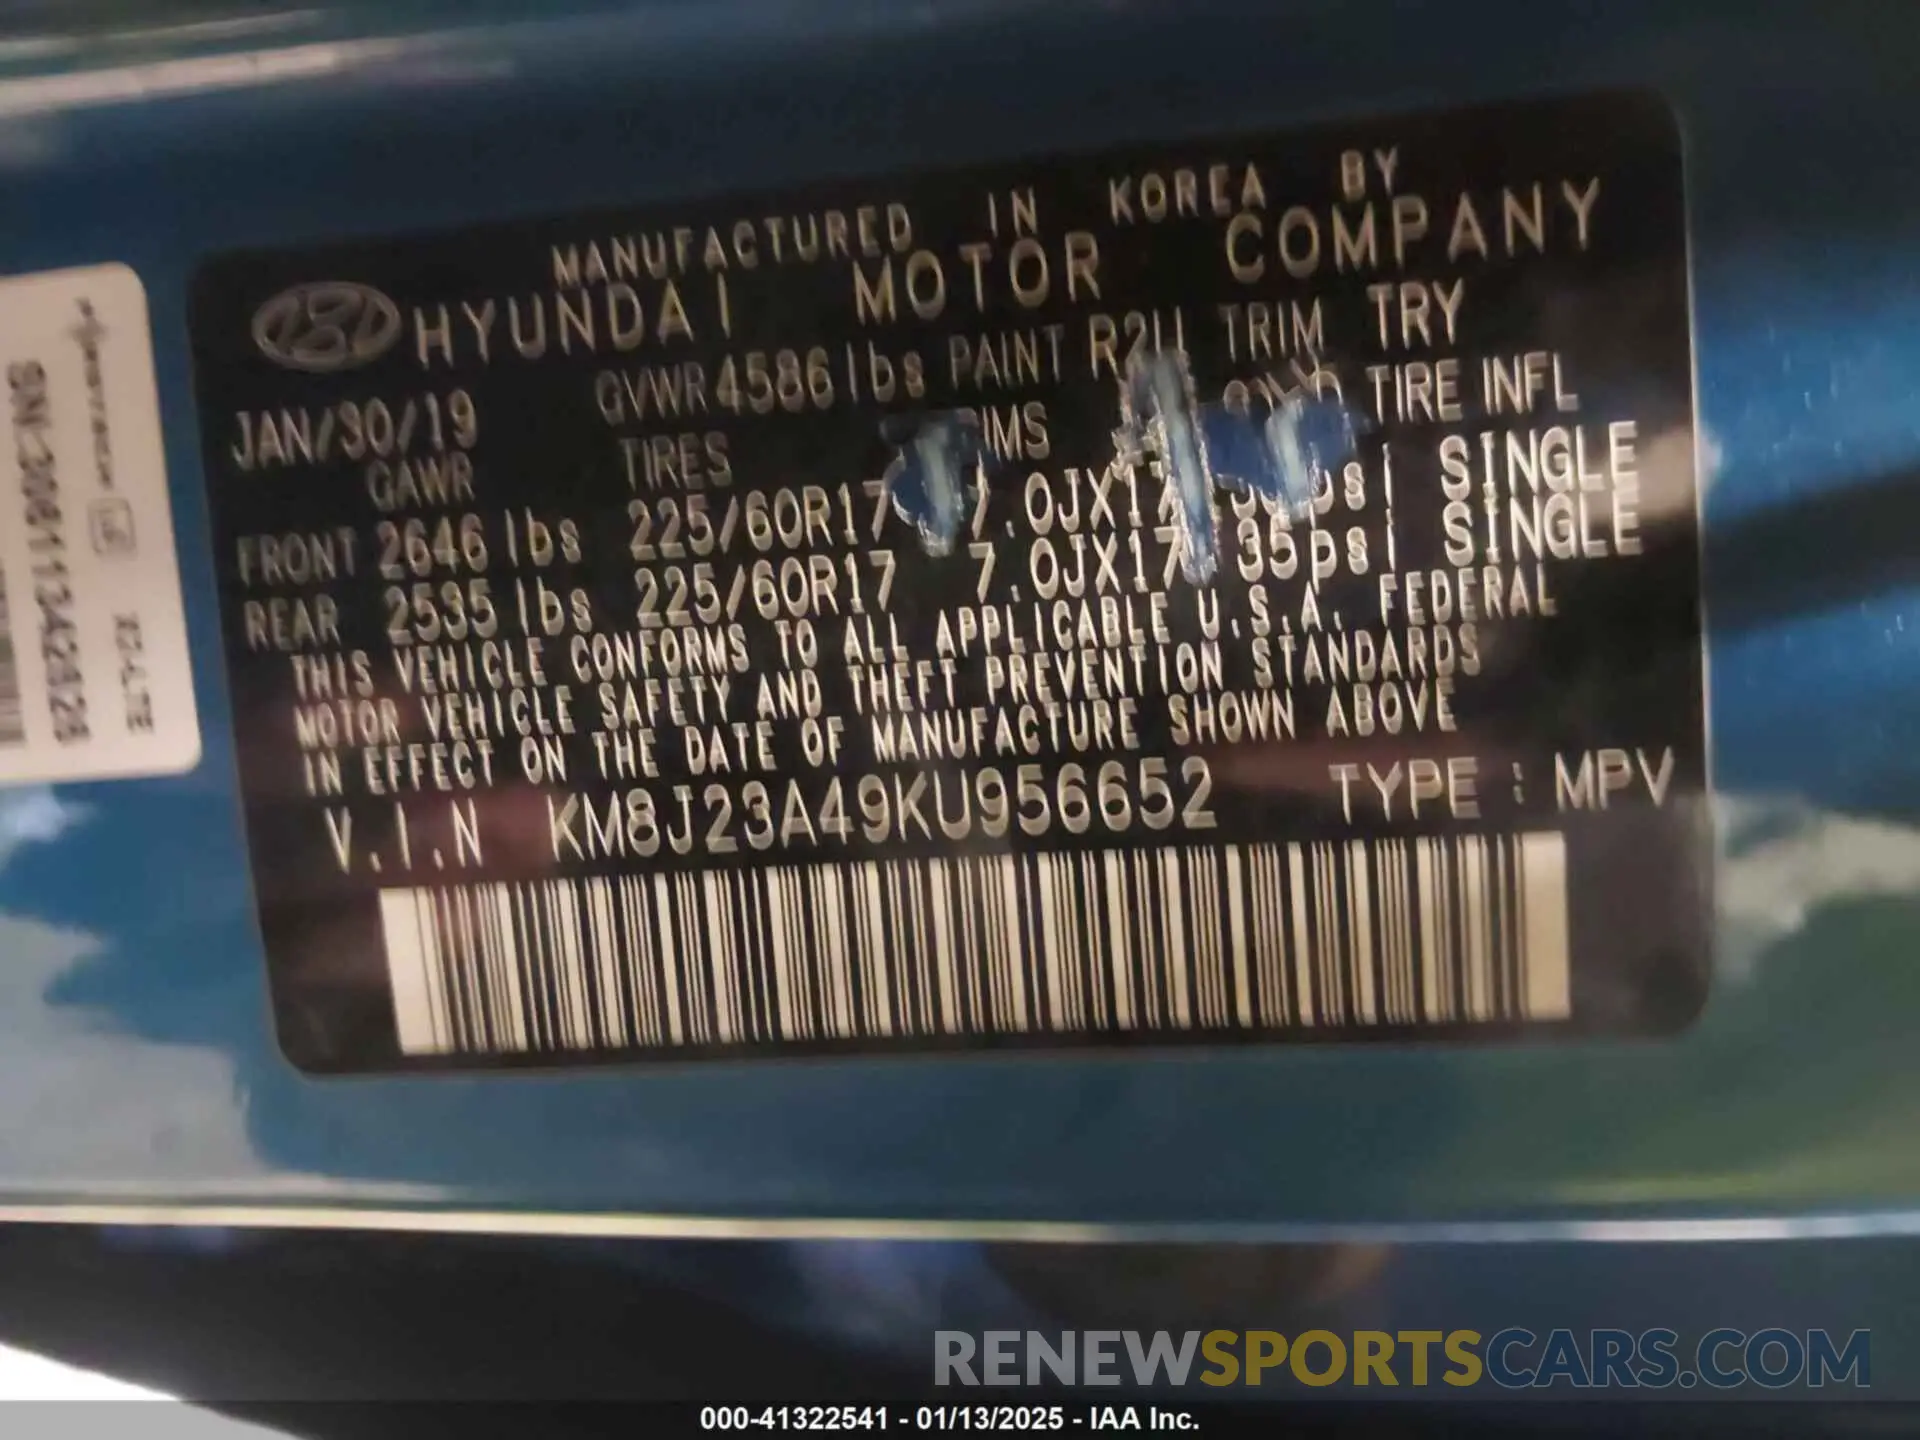 MANUFACTURED IN KOREA BY
HYUNDAI MOTOR COMPANY
JAN/30/19 GVWR 4586 lbs PAINT TRIM TRY
GAWR TIRES TIRE INFL
FRONT 2646 lbs 225/60R17 SINGLE
REAR 2535 lbs 225/60R17 7.0JX17 35psi SINGLE
THIS VEHICLE CONFORMS TO ALL APPLICABLE U.S.A. FEDERAL
MOTOR VEHICLE SAFETY AND THEFT PREVENTION STANDARDS
IN EFFECT ON THE DATE OF MANUFACTURE SHOWN ABOVE
V.I.N KM8J23A49KU956652 TYPE : MPV
X2-LTE
RENEWSPORTSCARS.COM
000-41322541 - 01/13/2025 - IAA Inc.